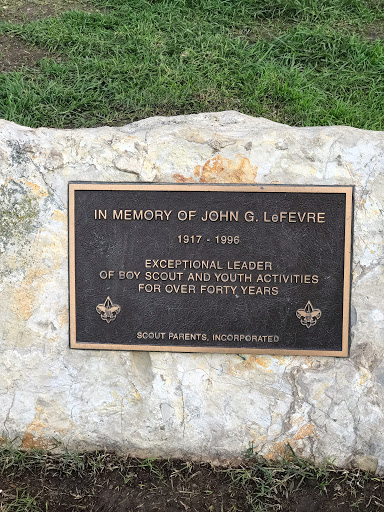 IN MEMORY OF JOHN G. LeFEVRE
1917 - 1996
EXCEPTIONAL LEADER
OF BOY SCOUT AND YOUTH ACTIVITIES
FOR OVER FORTY YEARS
SCOUT PARENTS, INCORPORATED